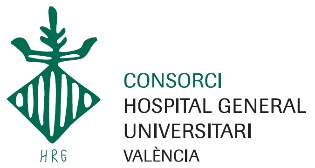 HRG
CONSORCI
HOSPITAL GENERAL
UNIVERSITARI
VALÈNCIA